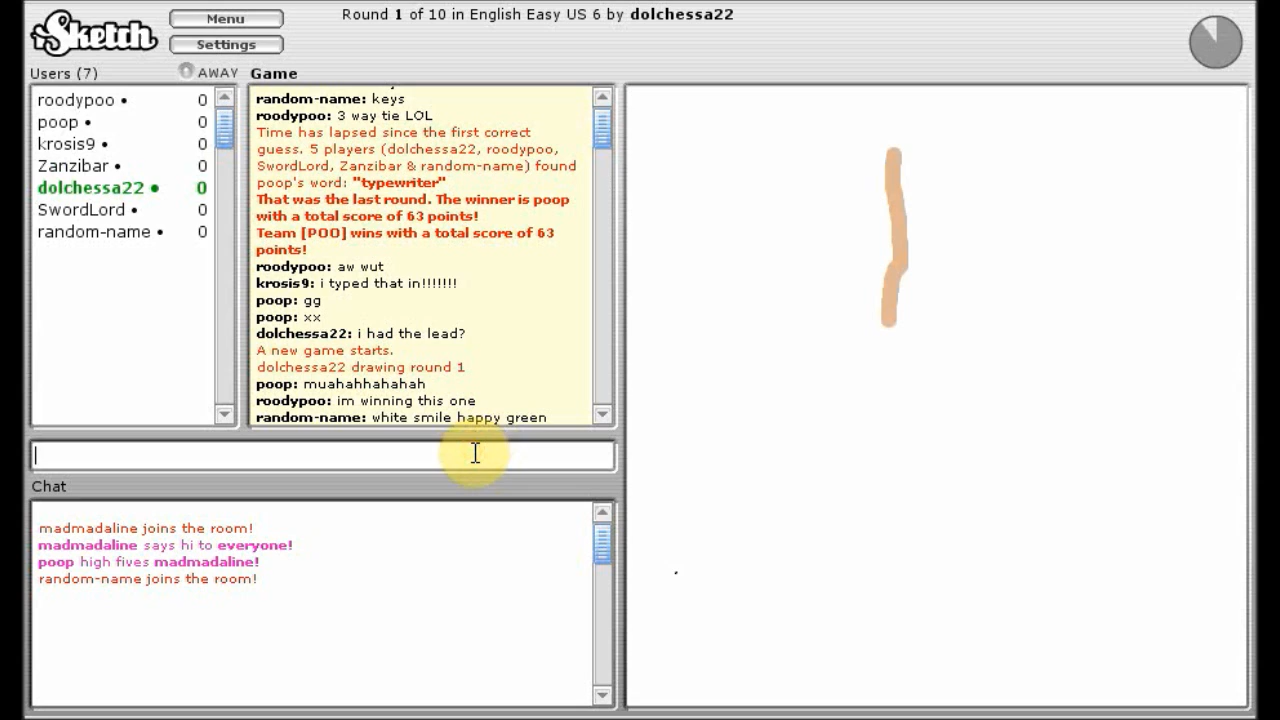 iSketch
Menu
Settings
Round 1 of 10 in English Easy US 6 by dolchessa22
Users (7)
AWAY
Game
roodypoo • 0
poop • 0
krosis9 • 0
Zanzibar • 0
dolchessa22 • 0
SwordLord • 0
random-name • 0
random-name: keys
roodypoo: 3 way tie LOL
Time has lapsed since the first correct
guess. 5 players (dolchessa22, roodypoo,
SwordLord, Zanzibar & random-name) found
poop's word: "typewriter"
That was the last round. The winner is poop
with a total score of 63 points!
Team [POO] wins with a total score of 63
points!
roodypoo: aw wut
krosis9: i typed that in!!!!!!!
poop: gg
poop: xx
dolchessa22: i had the lead?
A new game starts.
dolchessa22 drawing round 1
poop: muahahhahahah
roodypoo: im winning this one
random-name: white smile happy green
Chat
madmadaline joins the room!
madmadaline says hi to everyone!
poop high fives madmadaline!
random-name joins the room!